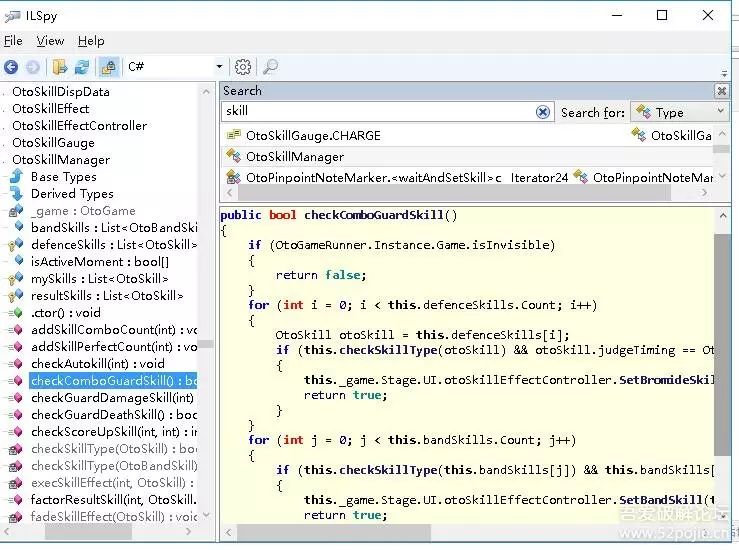 ILSpy
File View Help
C#
OtoSkillDispData
OtoSkillEffect
OtoSkillEffectController
OtoSkillGauge
OtoSkillManager
Base Types
Derived Types
_game : OtoGame
bandSkills : List<OtoBandSki
defenceSkills : List<OtoSkill>
isActiveMoment : bool[]
mySkills : List<OtoSkill>
resultSkills : List<OtoSkill>
.ctor() : void
addSkillComboCount(int) : vo
addSkillPerfectCount(int) : vo
checkAutokill(int) : void
checkComboGuardSkill() : bo
checkGuardDamageSkill(int)
checkGuardDeathSkill() : boo
checkScoreUpSkill(int, int) : i
checkSkillType(OtoSkill) : boo
checkSkillType(OtoBandSkill)
execSkillEffect(int, OtoSkill) :
factorResultSkill(int, OtoSkill.
fadeSkillEffect(OtoSkill) : void
Search
skill
Search for: Type
OtoSkillGauge.CHARGE OtoSkillGa
OtoSkillManager
OtoPinpointNoteMarker.<waitAndSetSkill>c Iterator24 OtoPinpointNoteMar
public bool checkComboGuardSkill()
{
if (OtoGameRunner.Instance.Game.isInvisible)
{
return false;
}
for (int i = 0; i < this.defenceSkills.Count; i++)
{
OtoSkill otoSkill = this.defenceSkills[i];
if (this.checkSkillType(otoSkill) && otoSkill.judgeTiming == Ot
{
this._game.Stage.UI.otoSkillEffectController.SetBromideSkil
return true;
}
}
for (int j = 0; j < this.bandSkills.Count; j++)
{
if (this.checkSkillType(this.bandSkills[j]) && this.bandSkills[
{
this._game.Stage.UI.otoSkillEffectController.SetBandSkill(t
return true;
吾爱破解论坛
www.52pojie.cn